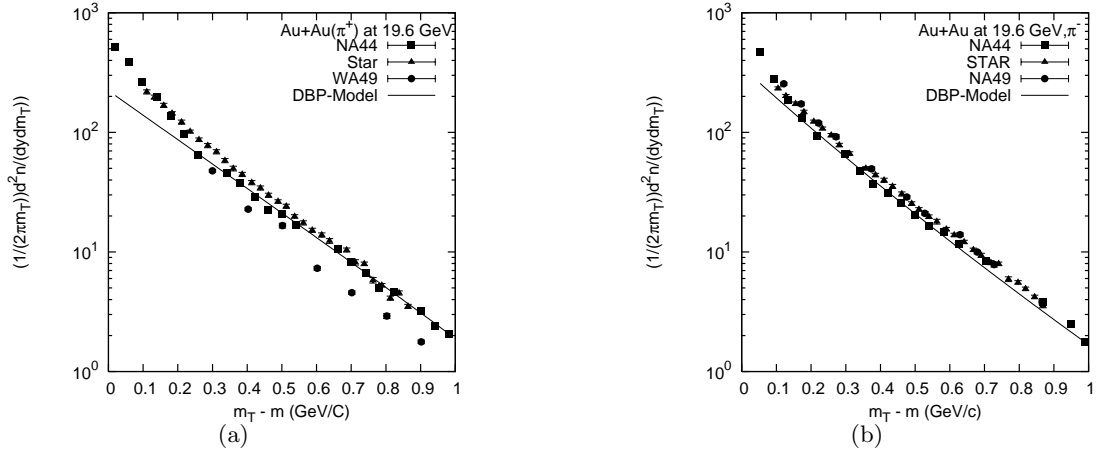 Au+Au(π⁺) at 19.6 GeV
NA44
Star
WA49
DBP-Model
(1/(2πm_T))d²n/(dydm_T))
10³
10²
10¹
10⁰
0 0.1 0.2 0.3 0.4 0.5 0.6 0.7 0.8 0.9 1
m_T - m (GeV/C)
(a)
Au+Au at 19.6 GeV,π⁻
NA44
STAR
NA49
DBP-Model
(1/(2πm_T))d²n/(dydm_T))
10³
10²
10¹
10⁰
0 0.1 0.2 0.3 0.4 0.5 0.6 0.7 0.8 0.9 1
m_T - m (GeV/c)
(b)